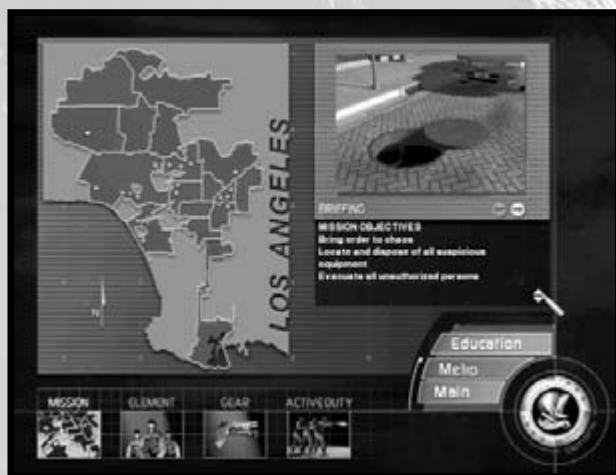 LOS ANGELES
BRIEFING
MISSION OBJECTIVES
Bring order to chaos
Locate and dispose of all suspicious
equipment
Evacuate all unauthorized persons
N
Education
Metro
Main
MISSION
ELEMENT
GEAR
ACTIVE DUTY